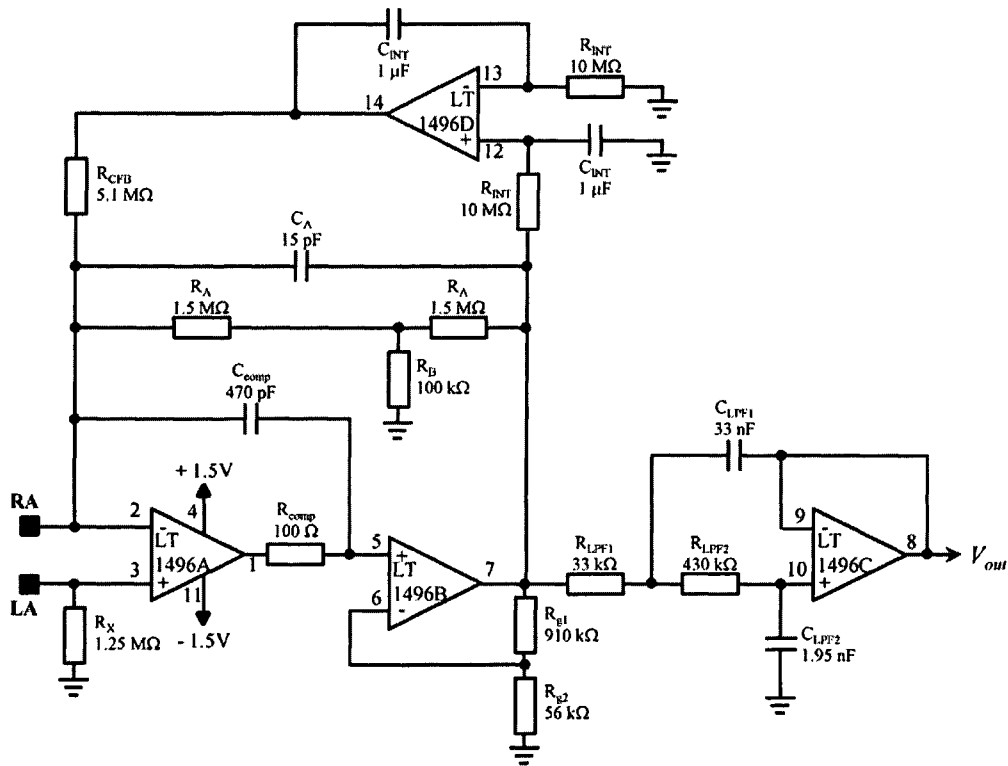 C_INT
1 μF
R_INT
10 MΩ
13
14
-
LT
1496D
+
12
C_INT
1 μF
R_CFB
5.1 MΩ
R_INT
10 MΩ
C_A
15 pF
R_A
1.5 MΩ
R_A
1.5 MΩ
R_B
100 kΩ
C_comp
470 pF
C_LPF1
33 nF
+ 1.5V
RA
2
4
-
LT
1496A
+
R_comp
100 Ω
1
3
11
LA
- 1.5V
R_X
1.25 MΩ
5
+
LT
1496B
-
6
7
R_LPF1
33 kΩ
R_LPF2
430 kΩ
9
-
LT
1496C
+
10
8
V_out
R_g1
910 kΩ
R_g2
56 kΩ
C_LPF2
1.95 nF